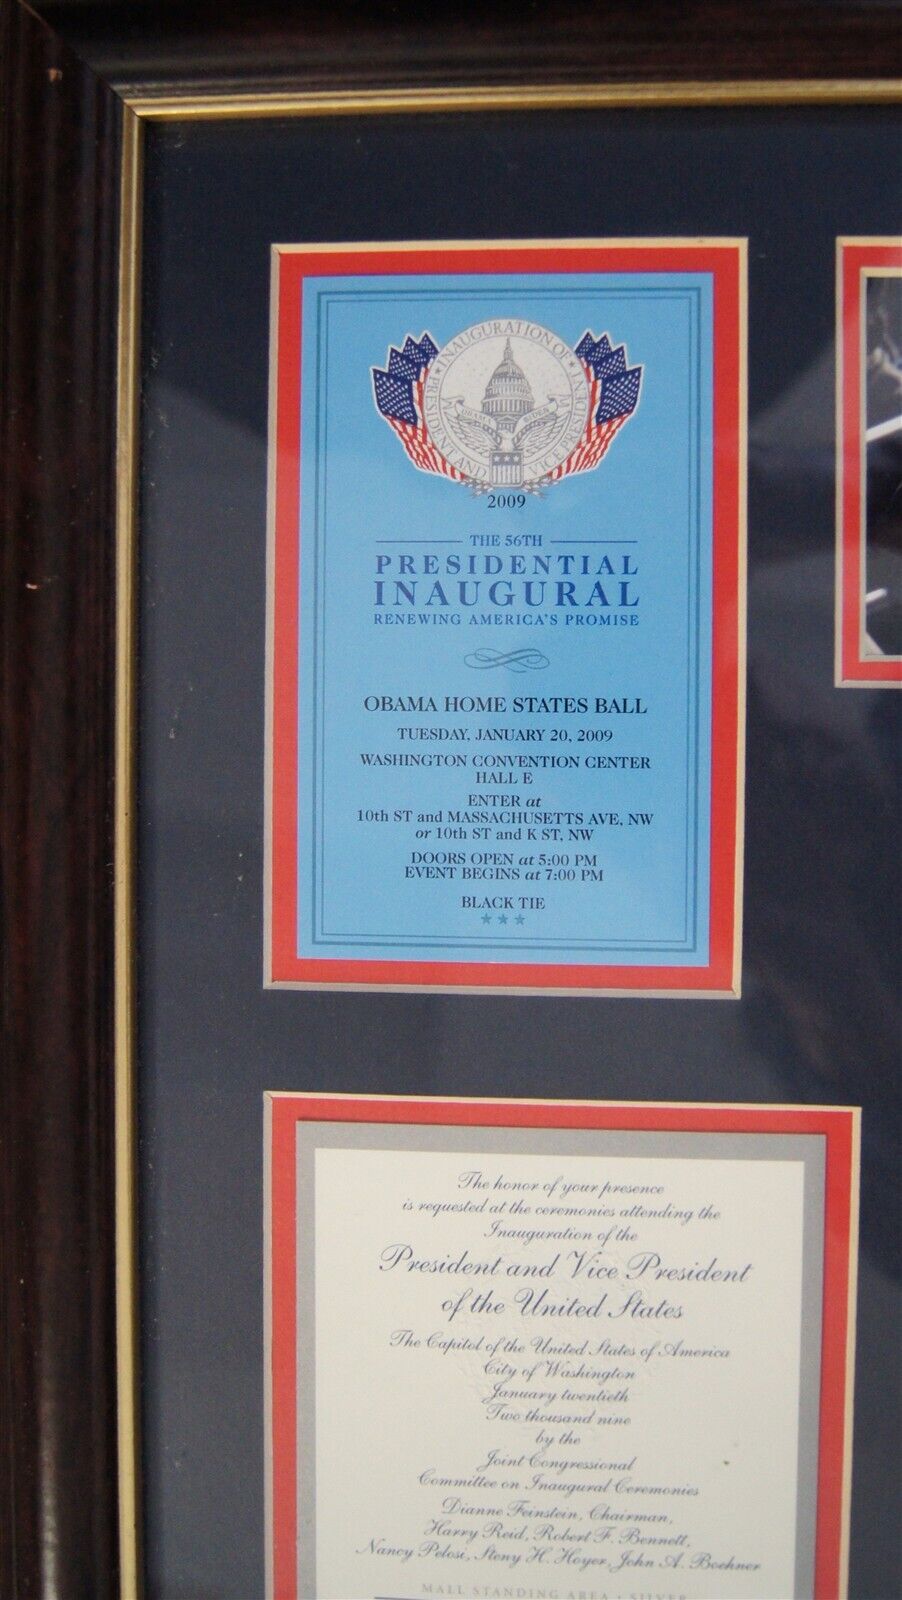 INAUGURATION OF
PRESIDENT AND VICE PRESIDENT
OBAMA BIDEN
2009
THE 56TH
PRESIDENTIAL
INAUGURAL
RENEWING AMERICA'S PROMISE
OBAMA HOME STATES BALL
TUESDAY, JANUARY 20, 2009
WASHINGTON CONVENTION CENTER
HALL E
ENTER at
10th ST and MASSACHUSETTS AVE, NW
or 10th ST and K ST, NW
DOORS OPEN at 5:00 PM
EVENT BEGINS at 7:00 PM
BLACK TIE
The honor of your presence
is requested at the ceremonies attending the
Inauguration of the
President and Vice President
of the United States
The Capitol of the United States of America
City of Washington
January twentieth
Two thousand nine
by the
Joint Congressional
Committee on Inaugural Ceremonies
Dianne Feinstein, Chairman,
Harry Reid, Robert F. Bennett,
Nancy Pelosi, Steny H. Hoyer, John A. Boehner
MALL STANDING AREA • SILVER